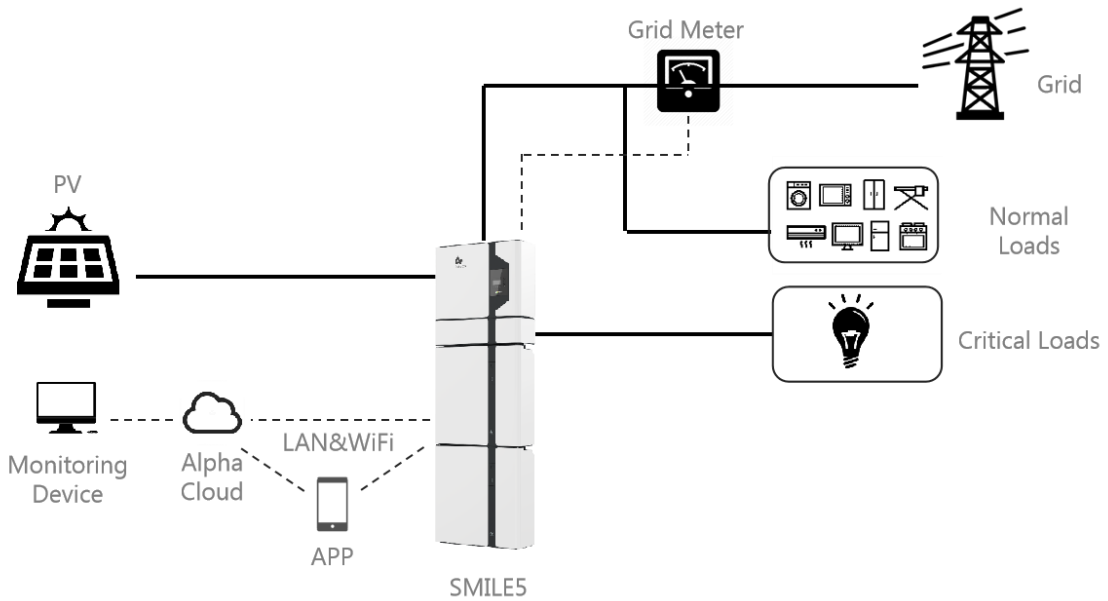 Grid Meter
Grid
PV
Normal
Loads
Critical Loads
LAN&WiFi
Monitoring
Device
Alpha
Cloud
APP
SMILE5